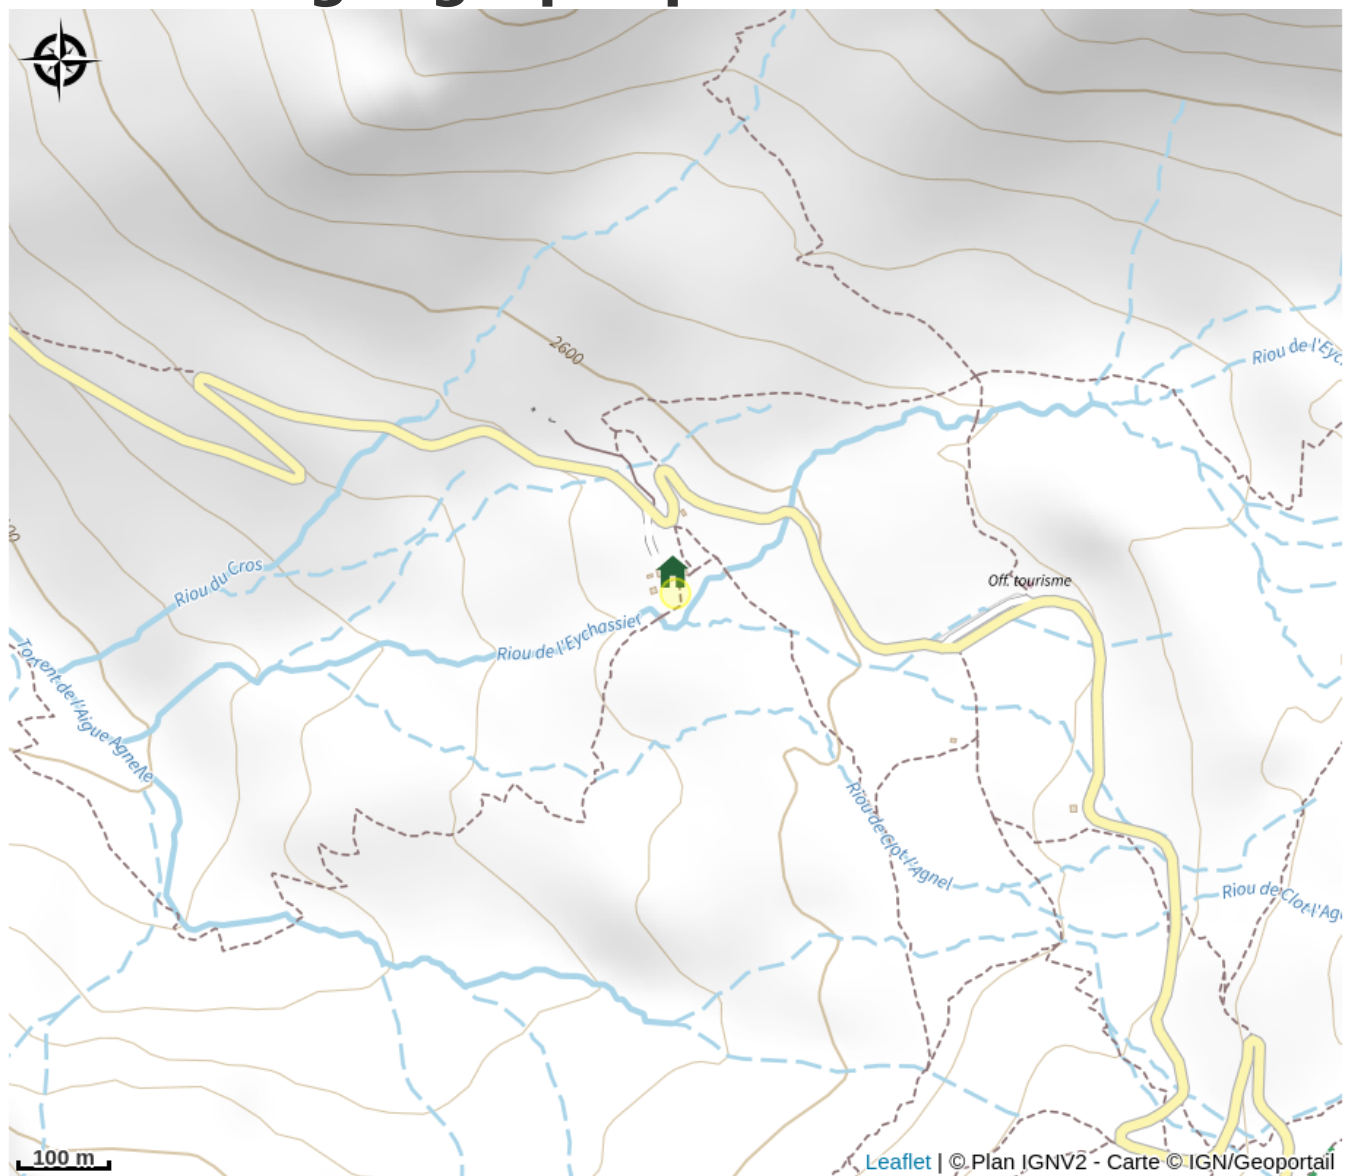 2600
Riou de l'Eyc
Riou du Cros
Off. tourisme
Riou de l'Eychassier
Torrent de l'Aigue Agnelle
Riou de Clot l'Agnel
Riou de Clot l'Ag
100 m
Leaflet | © Plan IGNV2 - Carte © IGN/Geoportail